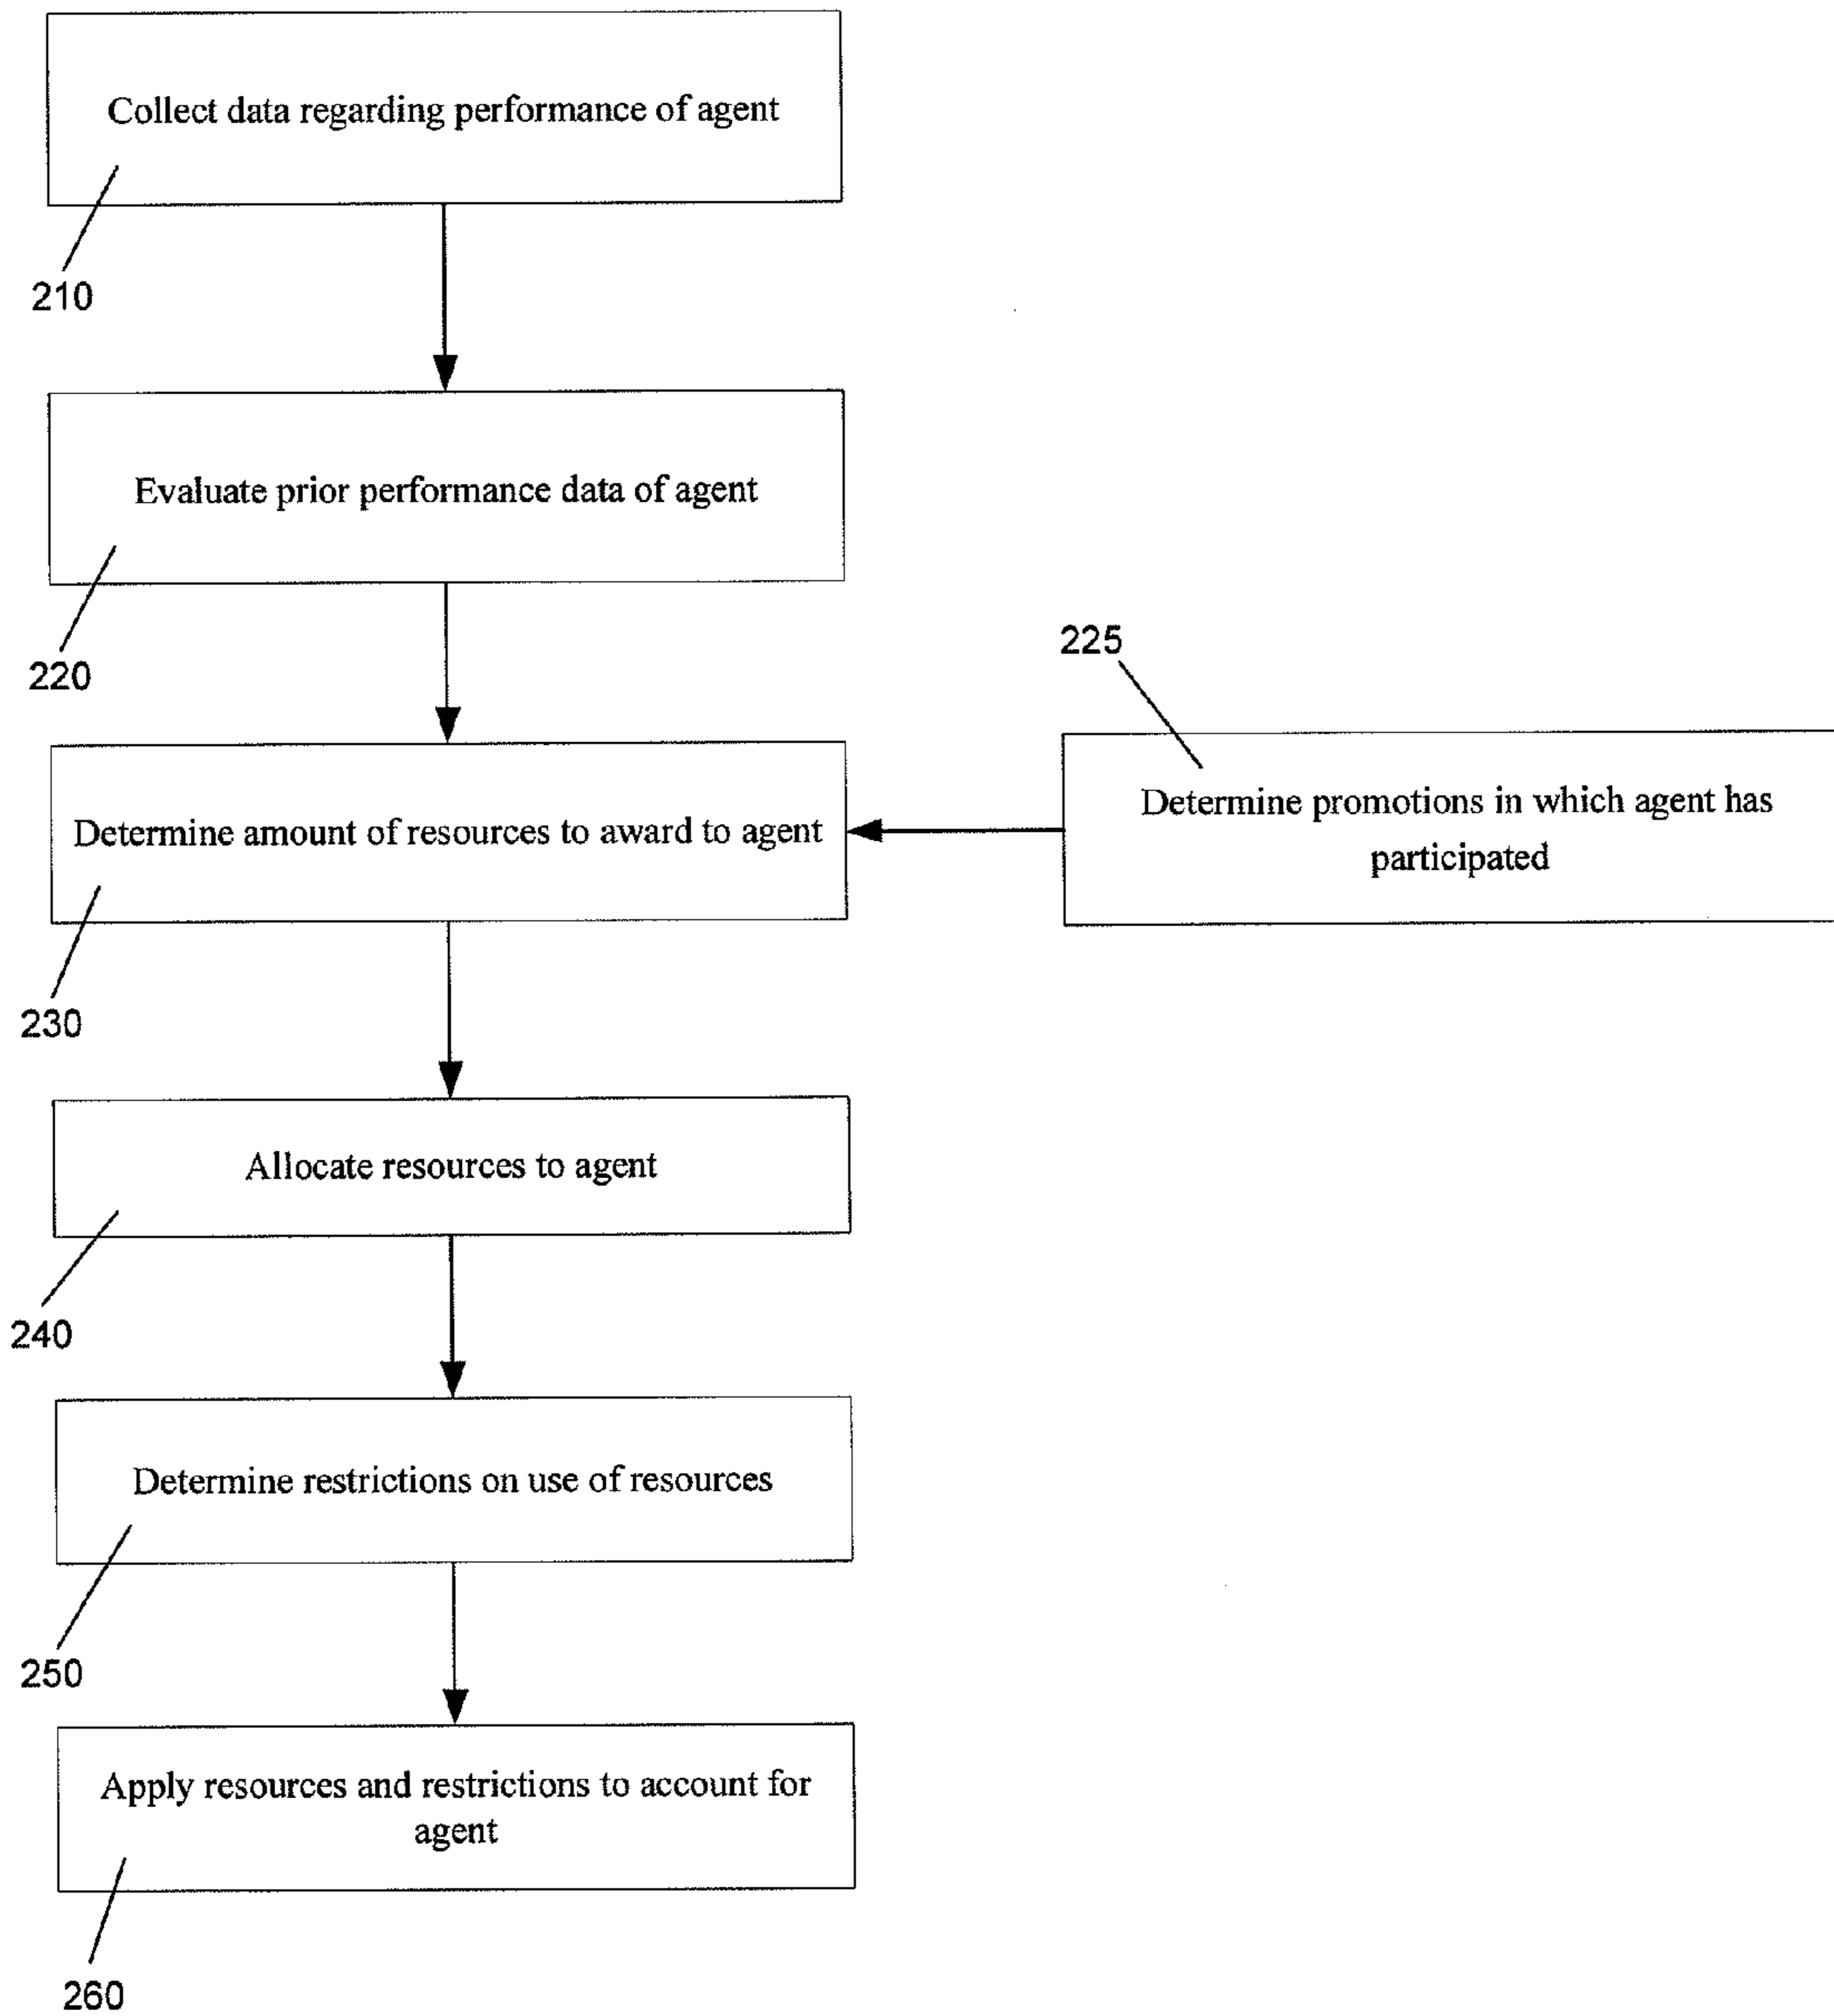 Collect data regarding performance of agent
210
Evaluate prior performance data of agent
220
225
Determine amount of resources to award to agent
Determine promotions in which agent has
participated
230
Allocate resources to agent
240
Determine restrictions on use of resources
250
Apply resources and restrictions to account for
agent
260